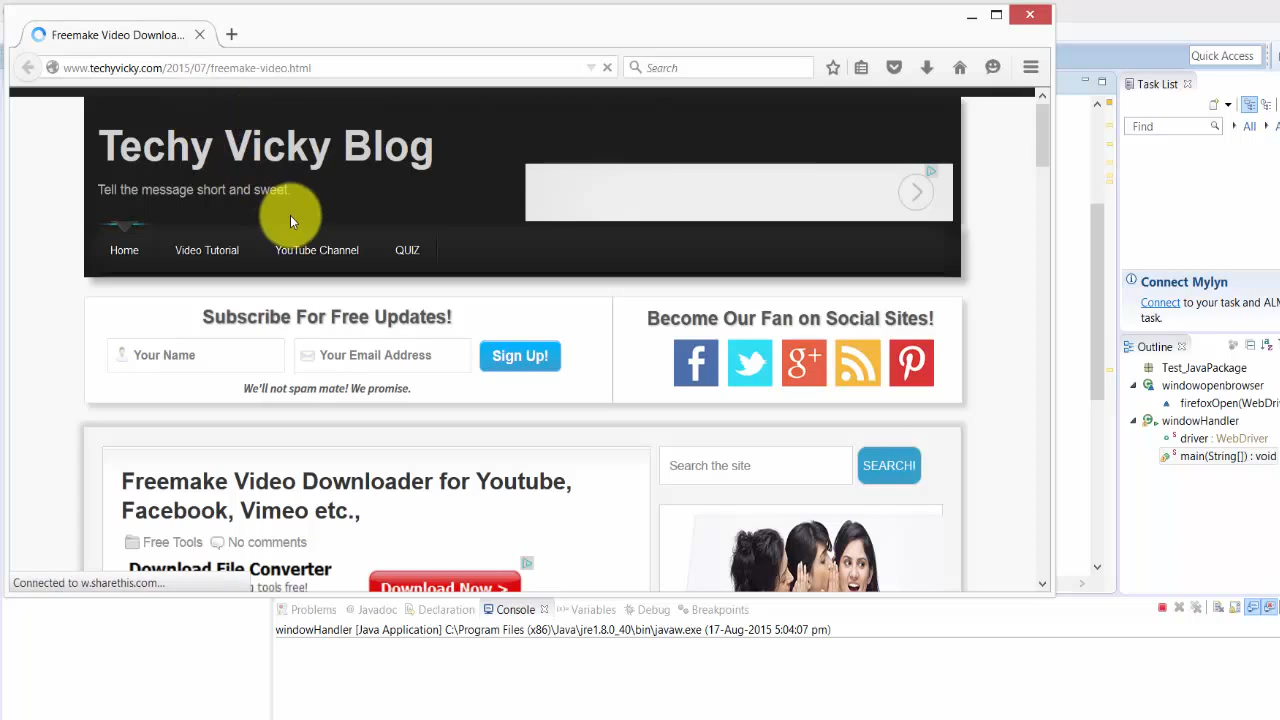 Freemake Video Downloa...
www.techyvicky.com/2015/07/freemake-video.html
Search
Quick Access
Task List
Find
All
Techy Vicky Blog
Tell the message short and sweet.
Home
Video Tutorial
YouTube Channel
QUIZ
Subscribe For Free Updates!
Your Name
Your Email Address
Sign Up!
We'll not spam mate! We promise.
Become Our Fan on Social Sites!
Connect Mylyn
Connect to your task and ALM
task.
Outline
Test_JavaPackage
windowopenbrowser
firefoxOpen(WebDri
windowHandler
driver : WebDriver
main(String[]) : void
Freemake Video Downloader for Youtube,
Facebook, Vimeo etc.,
Free Tools
No comments
Search the site
SEARCH!
Download File Converter
tools free!
Download Now >
Connected to w.sharethis.com...
Problems
Javadoc
Declaration
Console
Variables
Debug
Breakpoints
windowHandler [Java Application] C:\Program Files (x86)\Java\jre1.8.0_40\bin\javaw.exe (17-Aug-2015 5:04:07 pm)